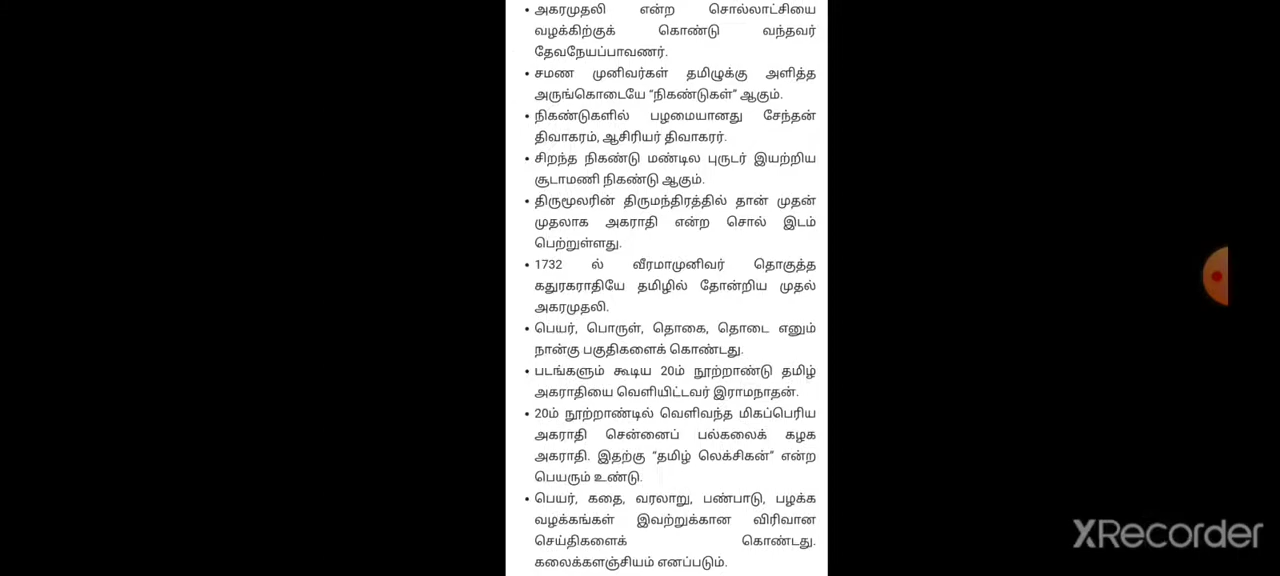 • அகரமுதலி என்ற சொல்லாட்சியை
வழக்கிற்குக் கொண்டு வந்தவர்
தேவநேயப்பாவணர்.
• சமண முனிவர்கள் தமிழுக்கு அளித்த
அருங்கொடையே “நிகண்டுகள்” ஆகும்.
• நிகண்டுகளில் பழமையானது சேந்தன்
திவாகரம், ஆசிரியர் திவாகரர்.
• சிறந்த நிகண்டு மண்டில புருடர் இயற்றிய
சூடாமணி நிகண்டு ஆகும்.
• திருமூலரின் திருமந்திரத்தில் தான் முதன்
முதலாக அகராதி என்ற சொல் இடம்
பெற்றுள்ளது.
• 1732 ல் வீரமாமுனிவர் தொகுத்த
கதுரகராதியே தமிழில் தோன்றிய முதல்
அகரமுதலி.
• பெயர், பொருள், தொகை, தொடை எனும்
நான்கு பகுதிகளைக் கொண்டது.
• படங்களும் கூடிய 20ம் நூற்றாண்டு தமிழ்
அகராதியை வெளியிட்டவர் இராமநாதன்.
• 20ம் நூற்றாண்டில் வெளிவந்த மிகப்பெரிய
அகராதி சென்னைப் பல்கலைக் கழக
அகராதி. இதற்கு “தமிழ் லெக்சிகன்” என்ற
பெயரும் உண்டு.
• பெயர், கதை, வரலாறு, பண்பாடு, பழக்க
வழக்கங்கள் இவற்றுக்கான விரிவான
செய்திகளைக் கொண்டது.
கலைக்களஞ்சியம் எனப்படும்.
XRecorder